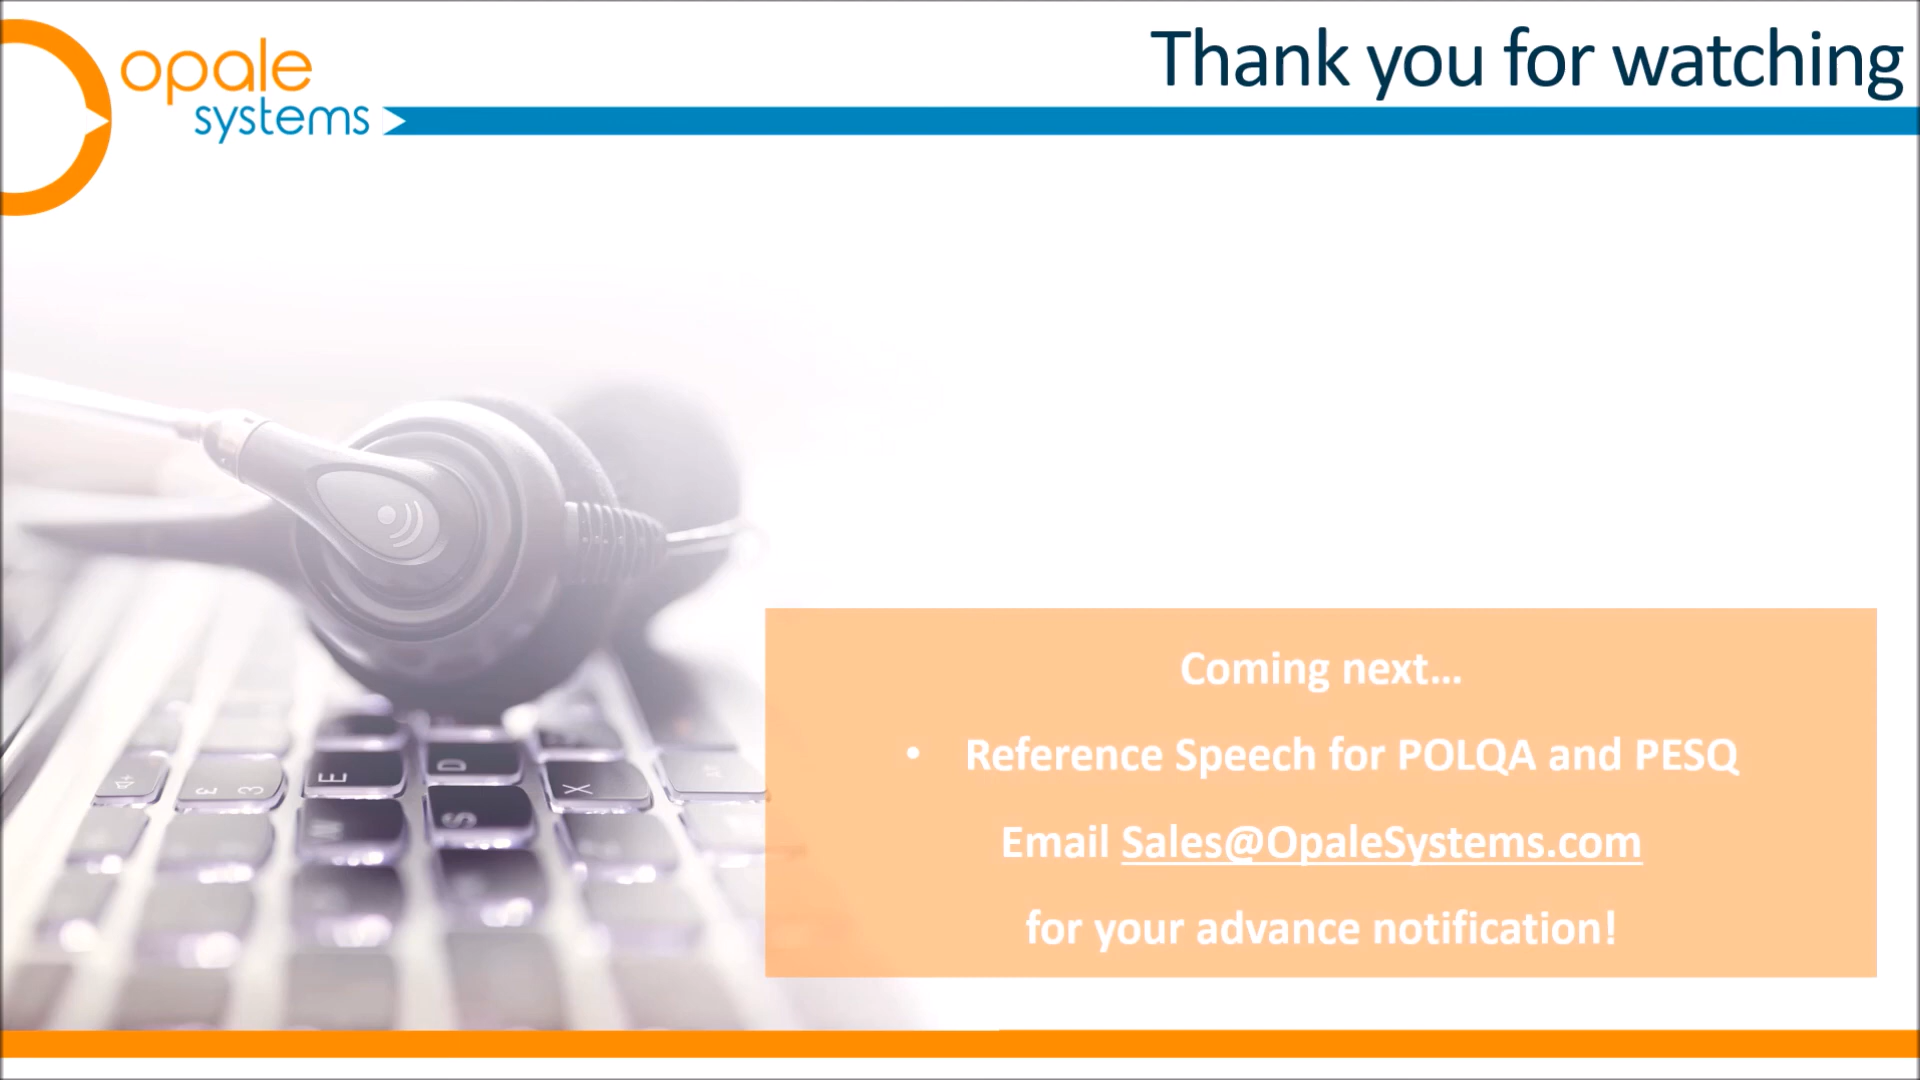 opale
systems
Thank you for watching
E
D
X
3
£
W
S
Coming next...
• Reference Speech for POLQA and PESQ
Email Sales@OpaleSystems.com
for your advance notification!